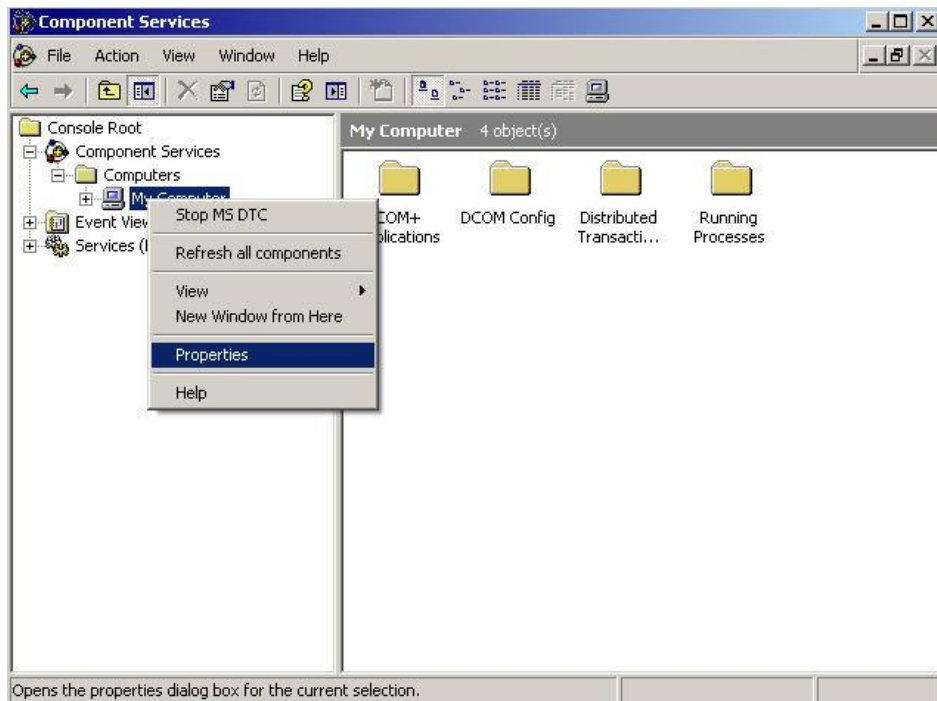 Component Services
File Action View Window Help
Console Root
Component Services
Computers
My Computer
Event View
Services (
My Computer 4 object(s)
COM+
plications
DCOM Config
Distributed
Transacti...
Running
Processes
Stop MS DTC
Refresh all components
View
New Window from Here
Properties
Help
Opens the properties dialog box for the current selection.